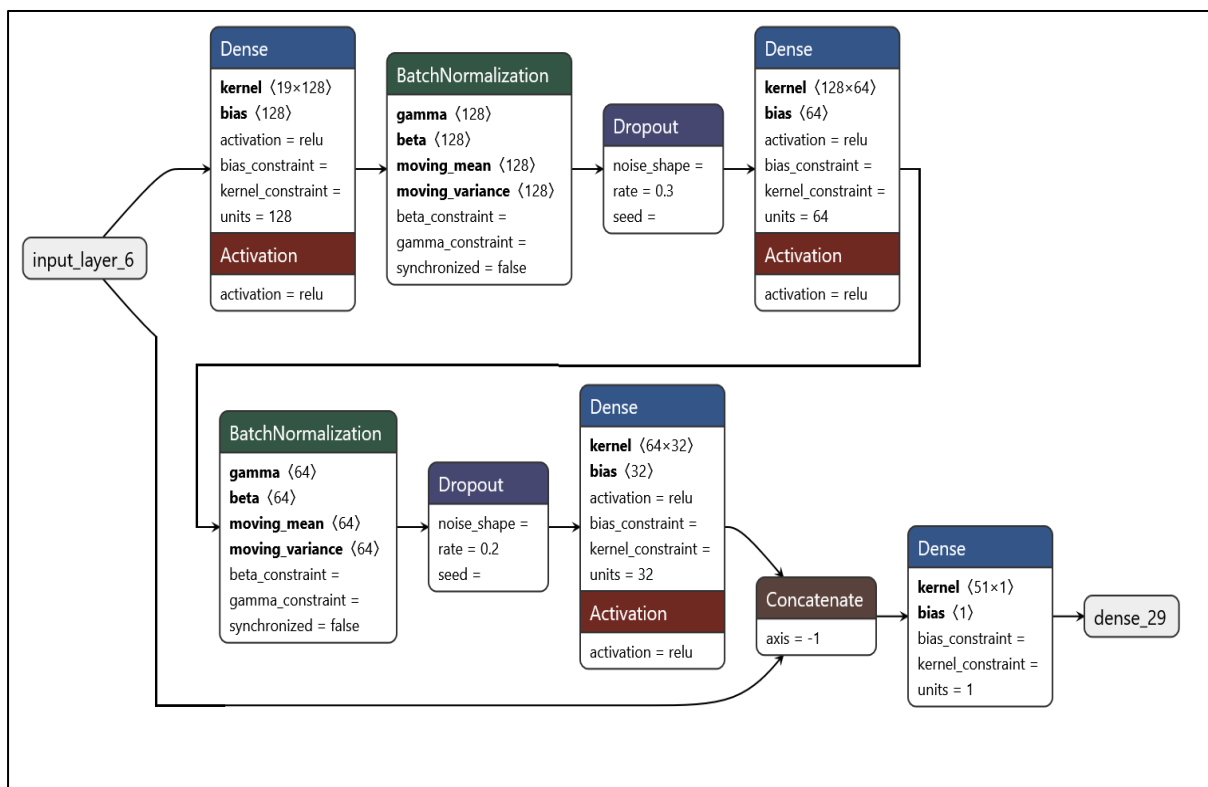 input_layer_6
Dense
kernel ⟨19×128⟩
bias ⟨128⟩
activation = relu
bias_constraint =
kernel_constraint =
units = 128
Activation
activation = relu
BatchNormalization
gamma ⟨128⟩
beta ⟨128⟩
moving_mean ⟨128⟩
moving_variance ⟨128⟩
beta_constraint =
gamma_constraint =
synchronized = false
Dropout
noise_shape =
rate = 0.3
seed =
Dense
kernel ⟨128×64⟩
bias ⟨64⟩
activation = relu
bias_constraint =
kernel_constraint =
units = 64
Activation
activation = relu
BatchNormalization
gamma ⟨64⟩
beta ⟨64⟩
moving_mean ⟨64⟩
moving_variance ⟨64⟩
beta_constraint =
gamma_constraint =
synchronized = false
Dropout
noise_shape =
rate = 0.2
seed =
Dense
kernel ⟨64×32⟩
bias ⟨32⟩
activation = relu
bias_constraint =
kernel_constraint =
units = 32
Activation
activation = relu
Concatenate
axis = -1
Dense
kernel ⟨51×1⟩
bias ⟨1⟩
bias_constraint =
kernel_constraint =
units = 1
dense_29